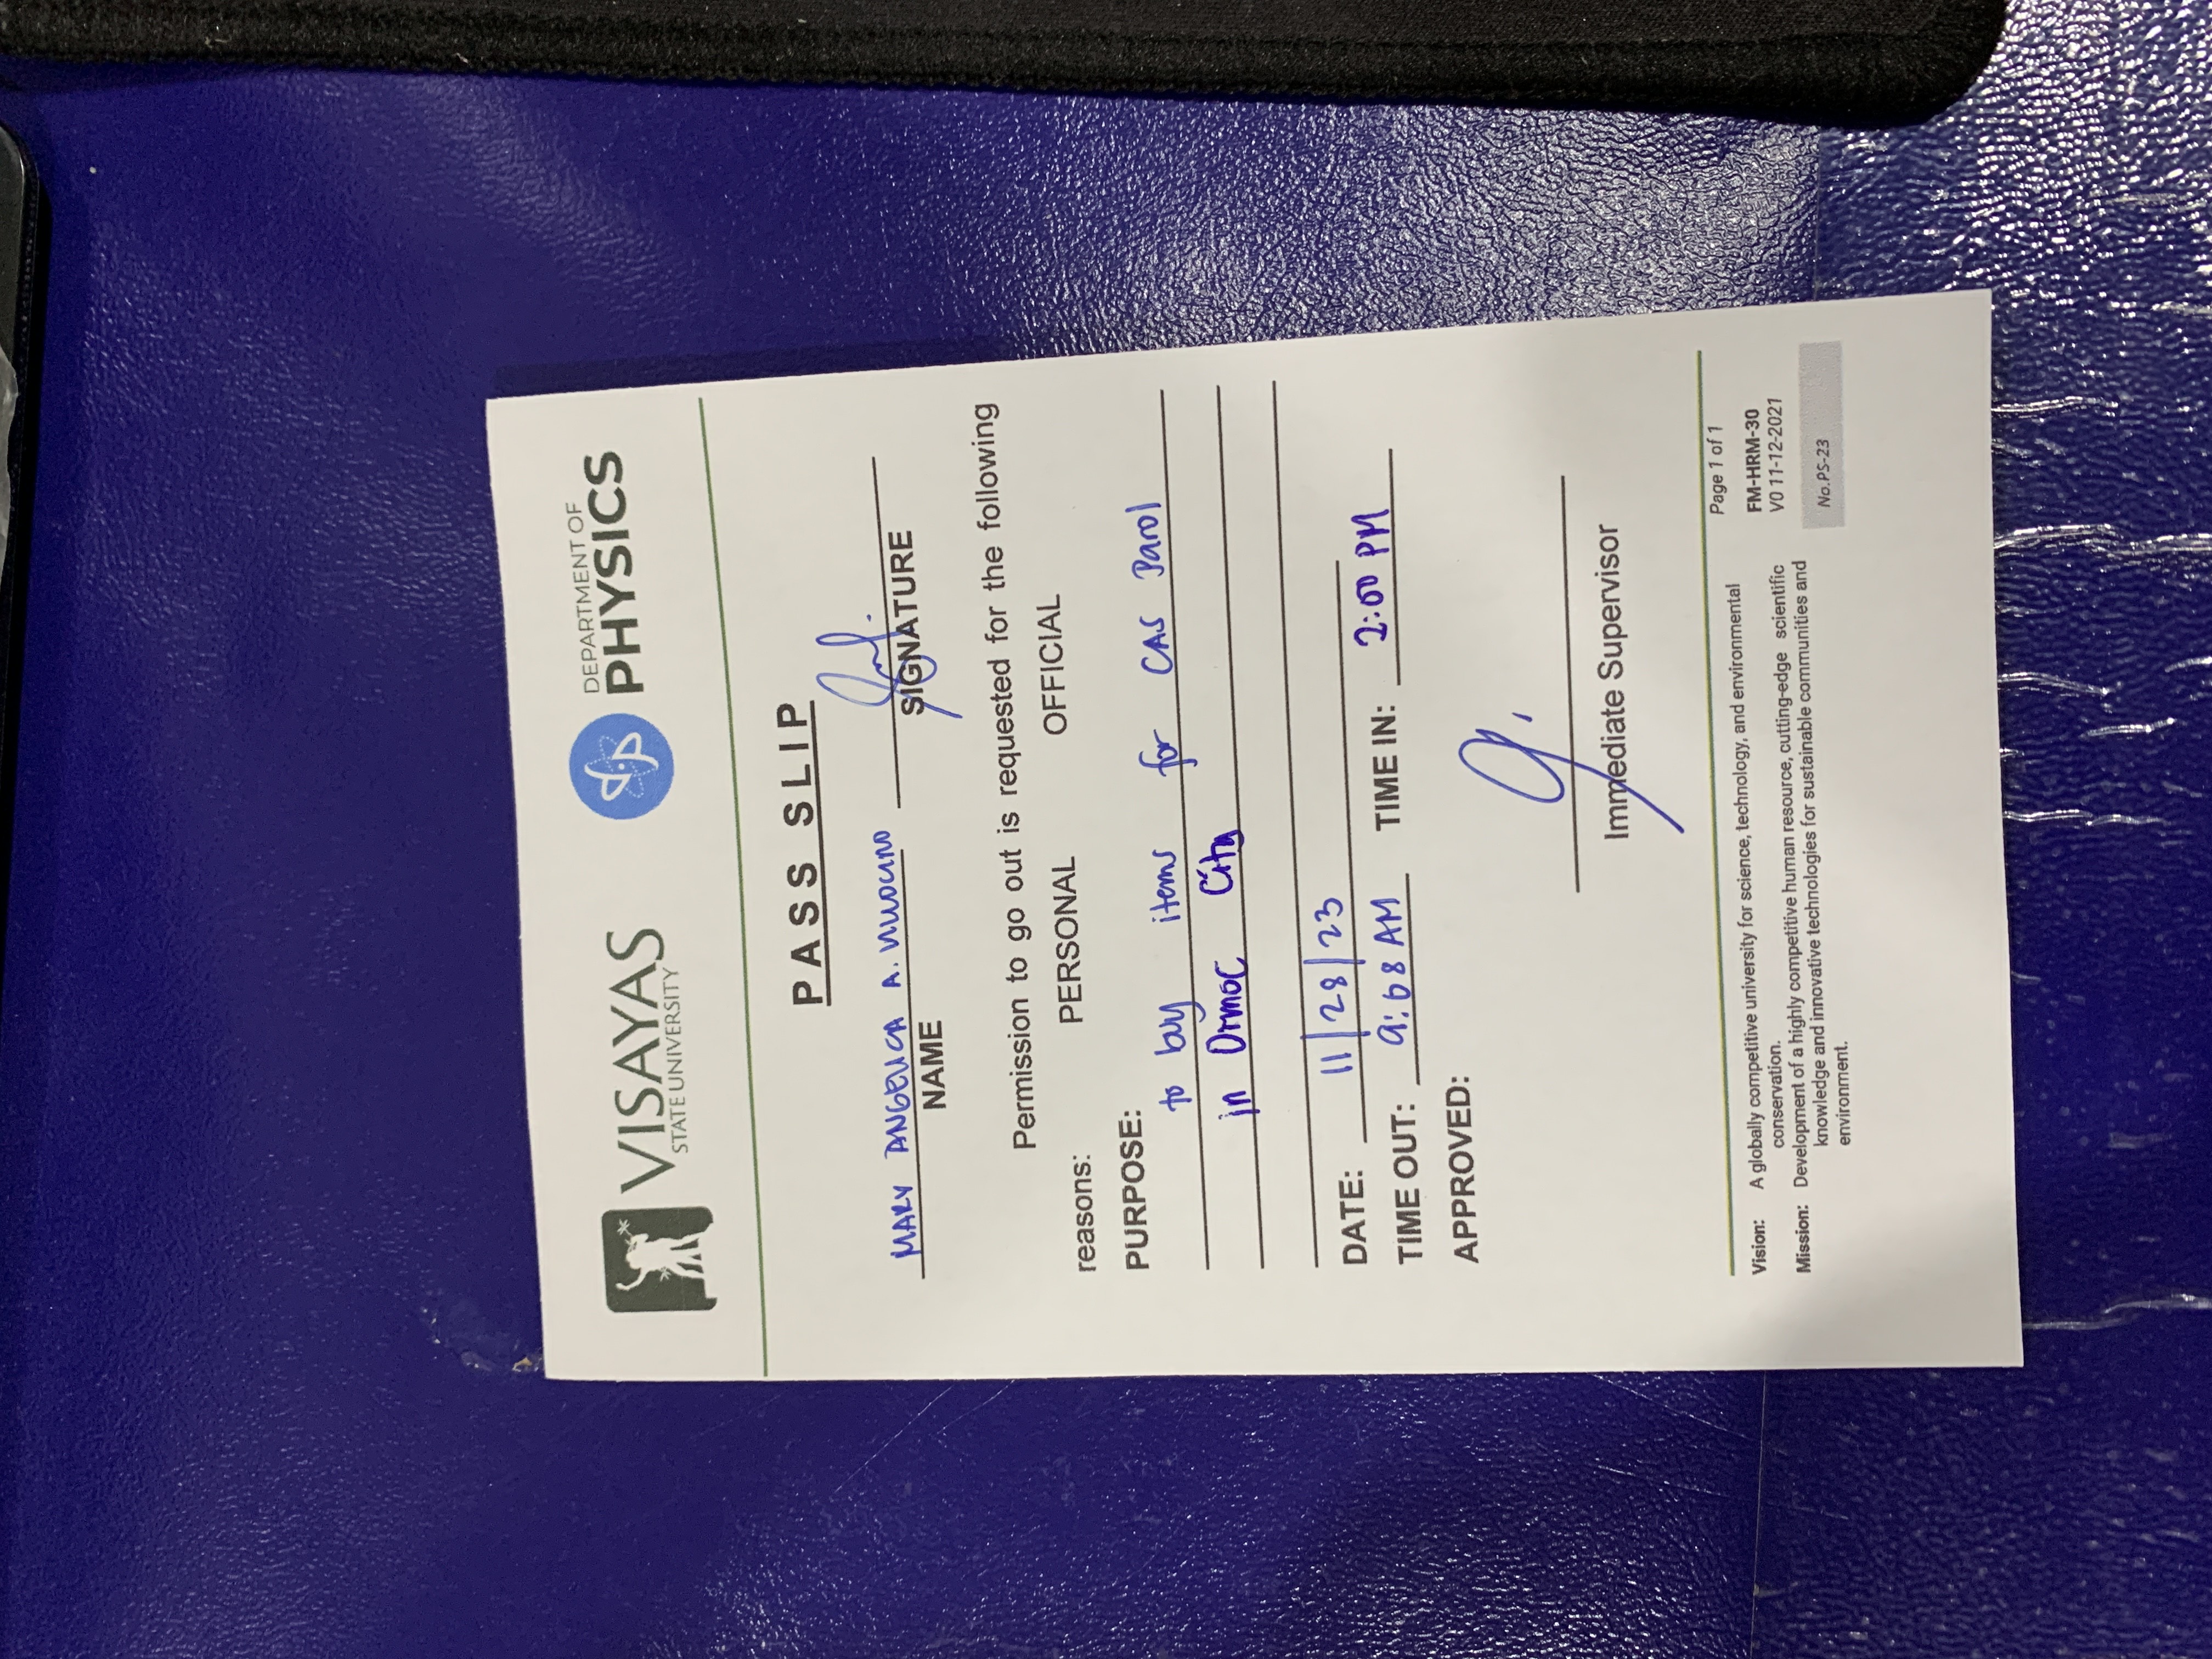 VISAYAS
STATE UNIVERSITY
DEPARTMENT OF
PHYSICS
PASS SLIP
MARY ANGELICA A.
NAME
SIGNATURE
Permission to go out is requested for the following
reasons: PERSONAL OFFICIAL
PURPOSE:
to buy items for CAS Parol
in Ormoc City
DATE: 11/28/23
TIME OUT: 9:08 AM TIME IN: 2:00 PM
APPROVED:
Immediate Supervisor
Vision: A globally competitive university for science, technology, and environmental
conservation.
Mission: Development of a highly competitive human resource, cutting-edge scientific
knowledge and innovative technologies for sustainable communities and
environment.
Page 1 of 1
FM-HRM-30
V0 11-12-2021
No.PS-23